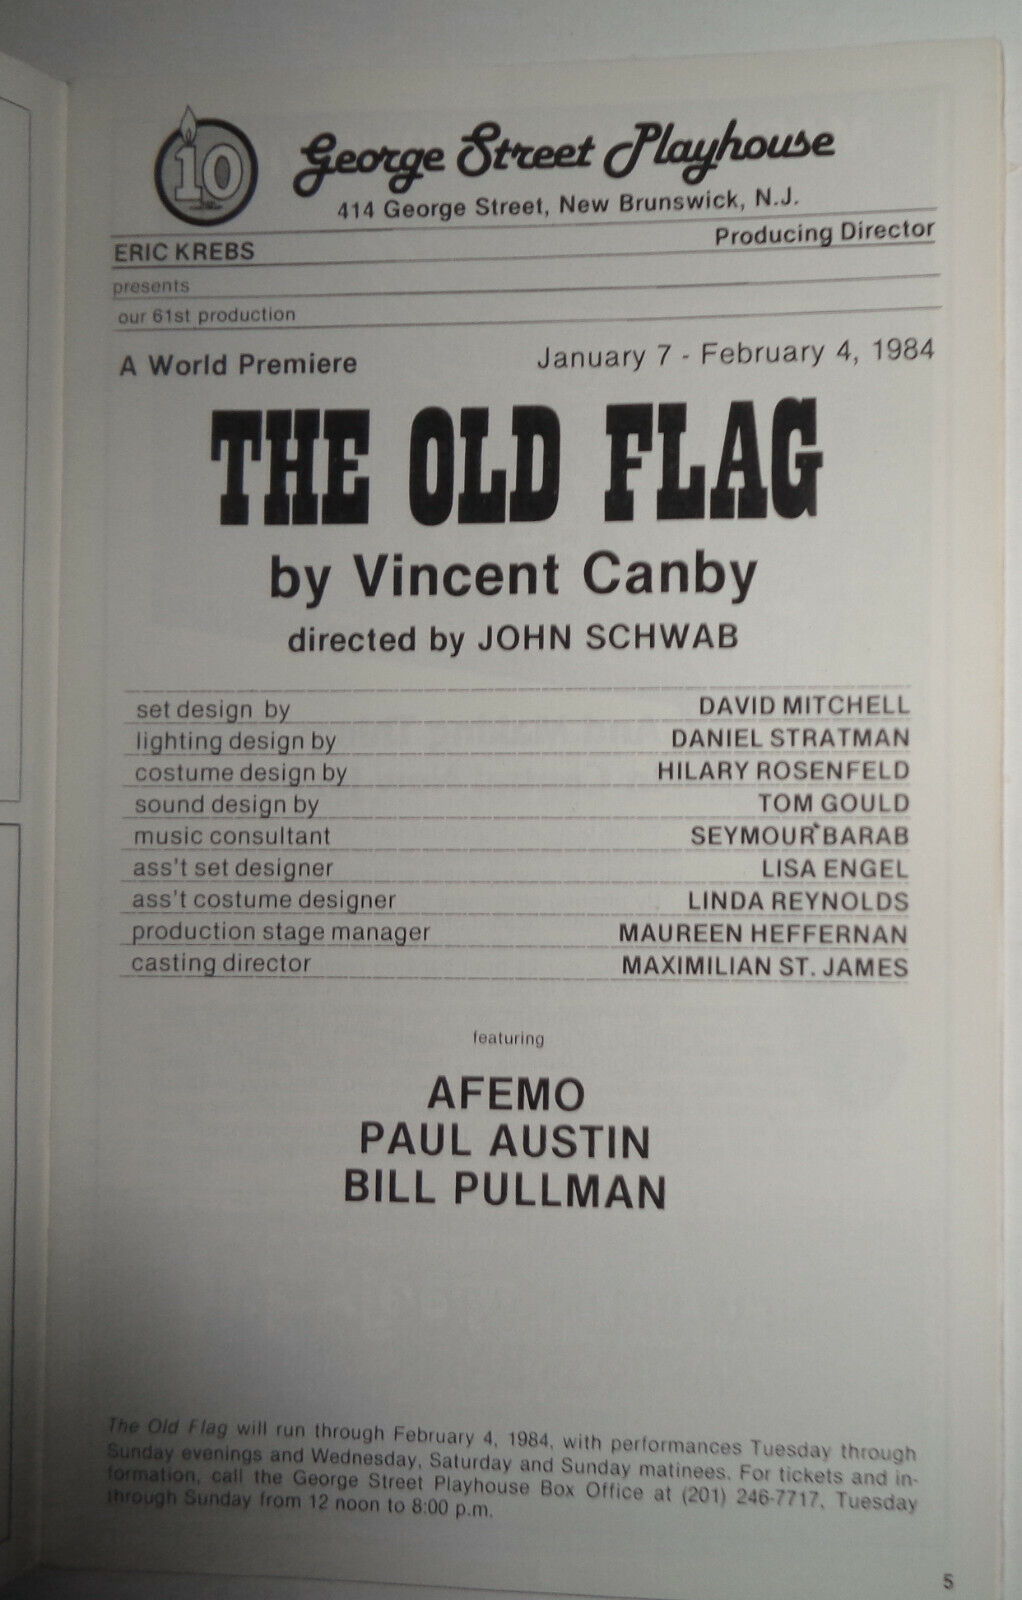 10
George Street Playhouse
414 George Street, New Brunswick, N.J.
ERIC KREBS Producing Director
presents
our 61st production
A World Premiere January 7 - February 4, 1984
THE OLD FLAG
by Vincent Canby
directed by JOHN SCHWAB
set design by DAVID MITCHELL
lighting design by DANIEL STRATMAN
costume design by HILARY ROSENFELD
sound design by TOM GOULD
music consultant SEYMOUR BARAB
ass't set designer LISA ENGEL
ass't costume designer LINDA REYNOLDS
production stage manager MAUREEN HEFFERNAN
casting director MAXIMILIAN ST. JAMES
featuring
AFEMO
PAUL AUSTIN
BILL PULLMAN
The Old Flag will run through February 4, 1984, with performances Tuesday through
Sunday evenings and Wednesday, Saturday and Sunday matinees. For tickets and in-
formation, call the George Street Playhouse Box Office at (201) 246-7717, Tuesday
through Sunday from 12 noon to 8:00 p.m.
5